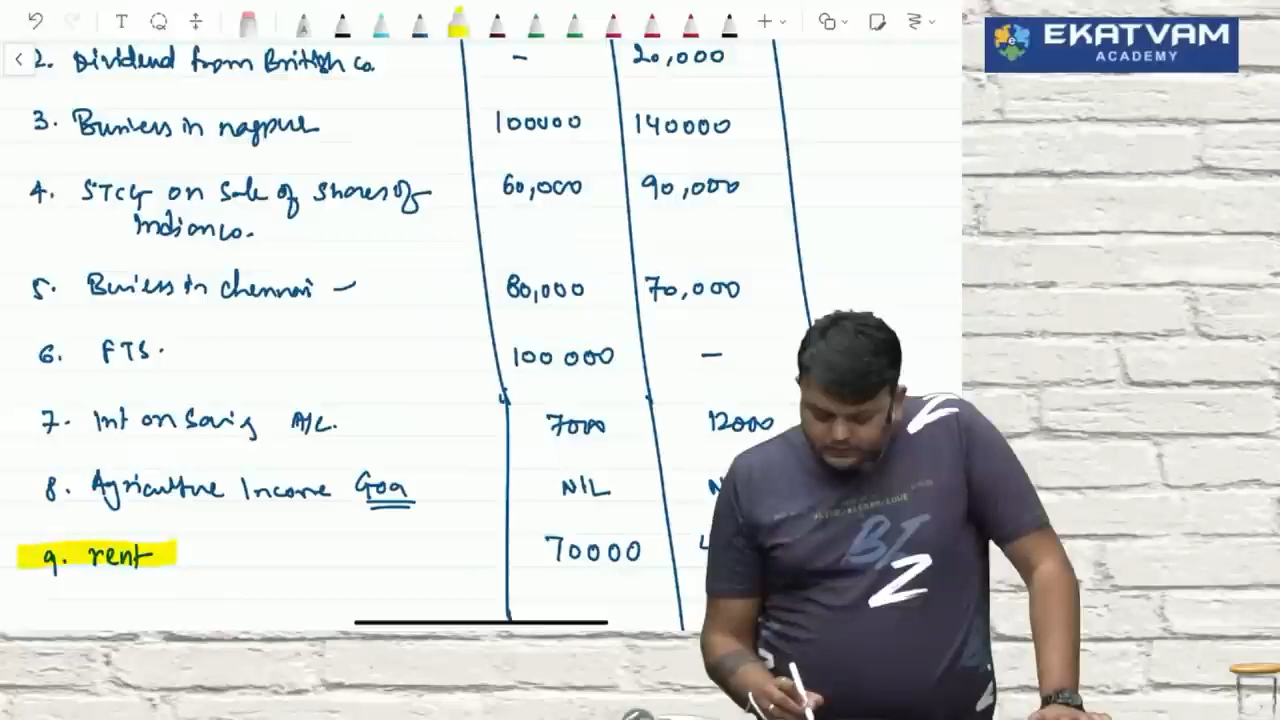 T
EKATVAM
ACADEMY
2. Dividend from British Co. - 20,000
3. Business in nagpur 100000 140000
4. STCG on Sale of Shares of 60,000 90,000
Indian Co.
5. Business in Chennai - 80,000 70,000
6. FTS. 100 000 -
7. Int on Saving A/c. 7000 12000
8. Agriculture Income Goa NIL
9. rent 70000
BI
Z